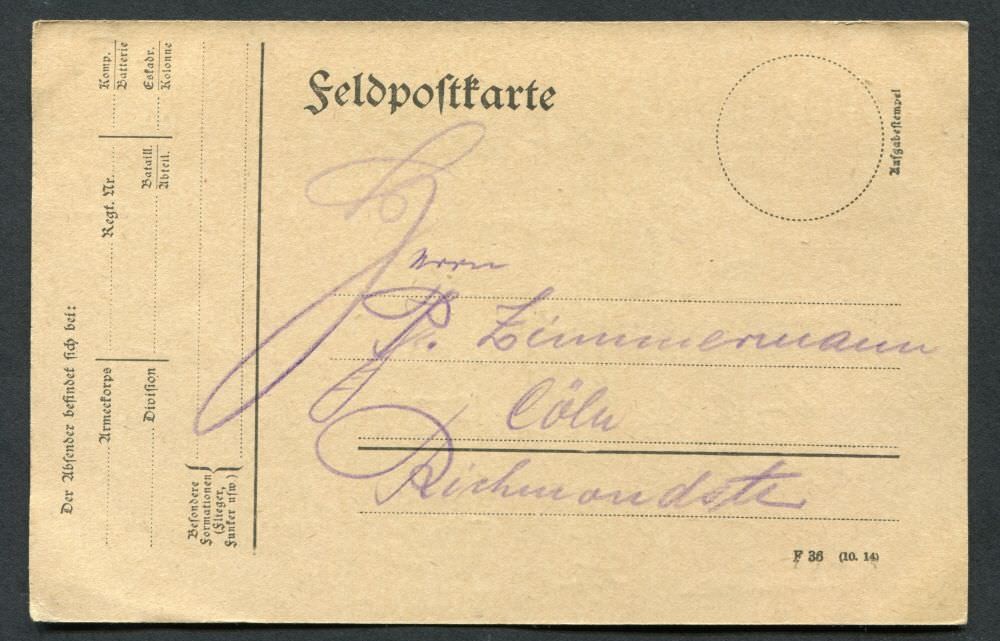 Feldpoſtkarte
Aufgabeſtempel
Herrn
P. Zimmermann
Cöln
Richmondstr
F 36 (10. 14)
Der Abſender befindet ſich bei:
Armeekorps Regt. Nr. Komp. Batterie
Diviſion Bataill. Abteil. Eskadr. Kolonne
Beſondere
Formationen
(Flieger,
Funker uſw)